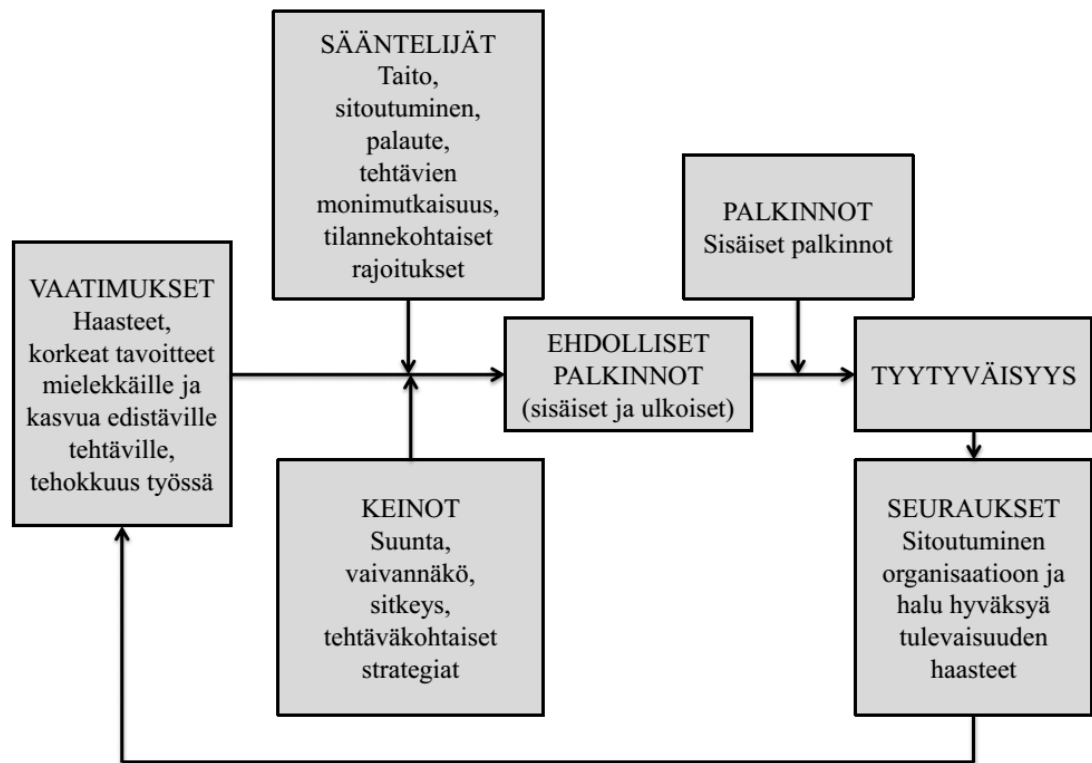 SÄÄNTELIJÄT
Taito,
sitoutuminen,
palaute,
tehtävien
monimutkaisuus,
tilannekohtaiset
rajoitukset
PALKINNOT
Sisäiset palkinnot
VAATIMUKSET
Haasteet,
korkeat tavoitteet
mielekkäille ja
kasvua edistäville
tehtäville,
tehokkuus työssä
EHDOLLISET
PALKINNOT
(sisäiset ja ulkoiset)
TYYTYVÄISYYS
KEINOT
Suunta,
vaivannäkö,
sitkeys,
tehtäväkohtaiset
strategiat
SEURAUKSET
Sitoutuminen
organisaatioon ja
halu hyväksyä
tulevaisuuden
haasteet